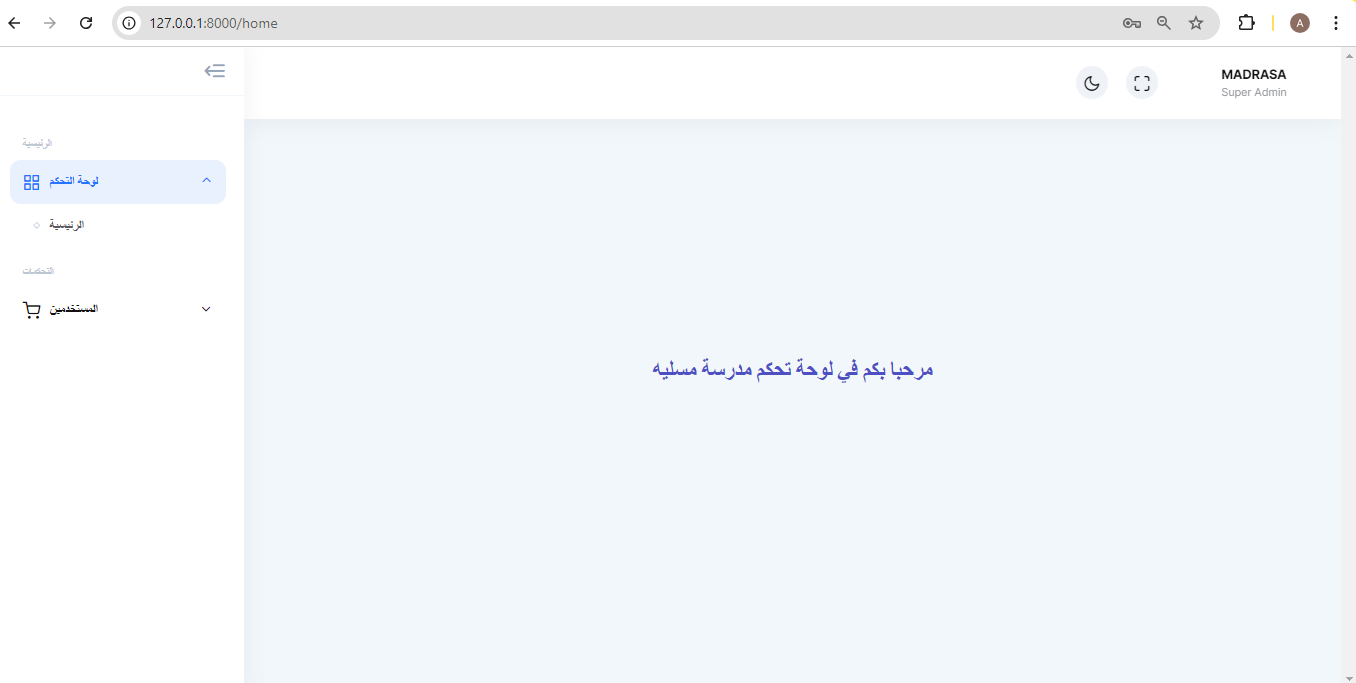 127.0.0.1:8000/home
A
MADRASA
Super Admin
الرئيسية
لوحة التحكم
الرئيسية
التحكمات
المستخدمين
مرحبا بكم في لوحة تحكم مدرسة مسليه